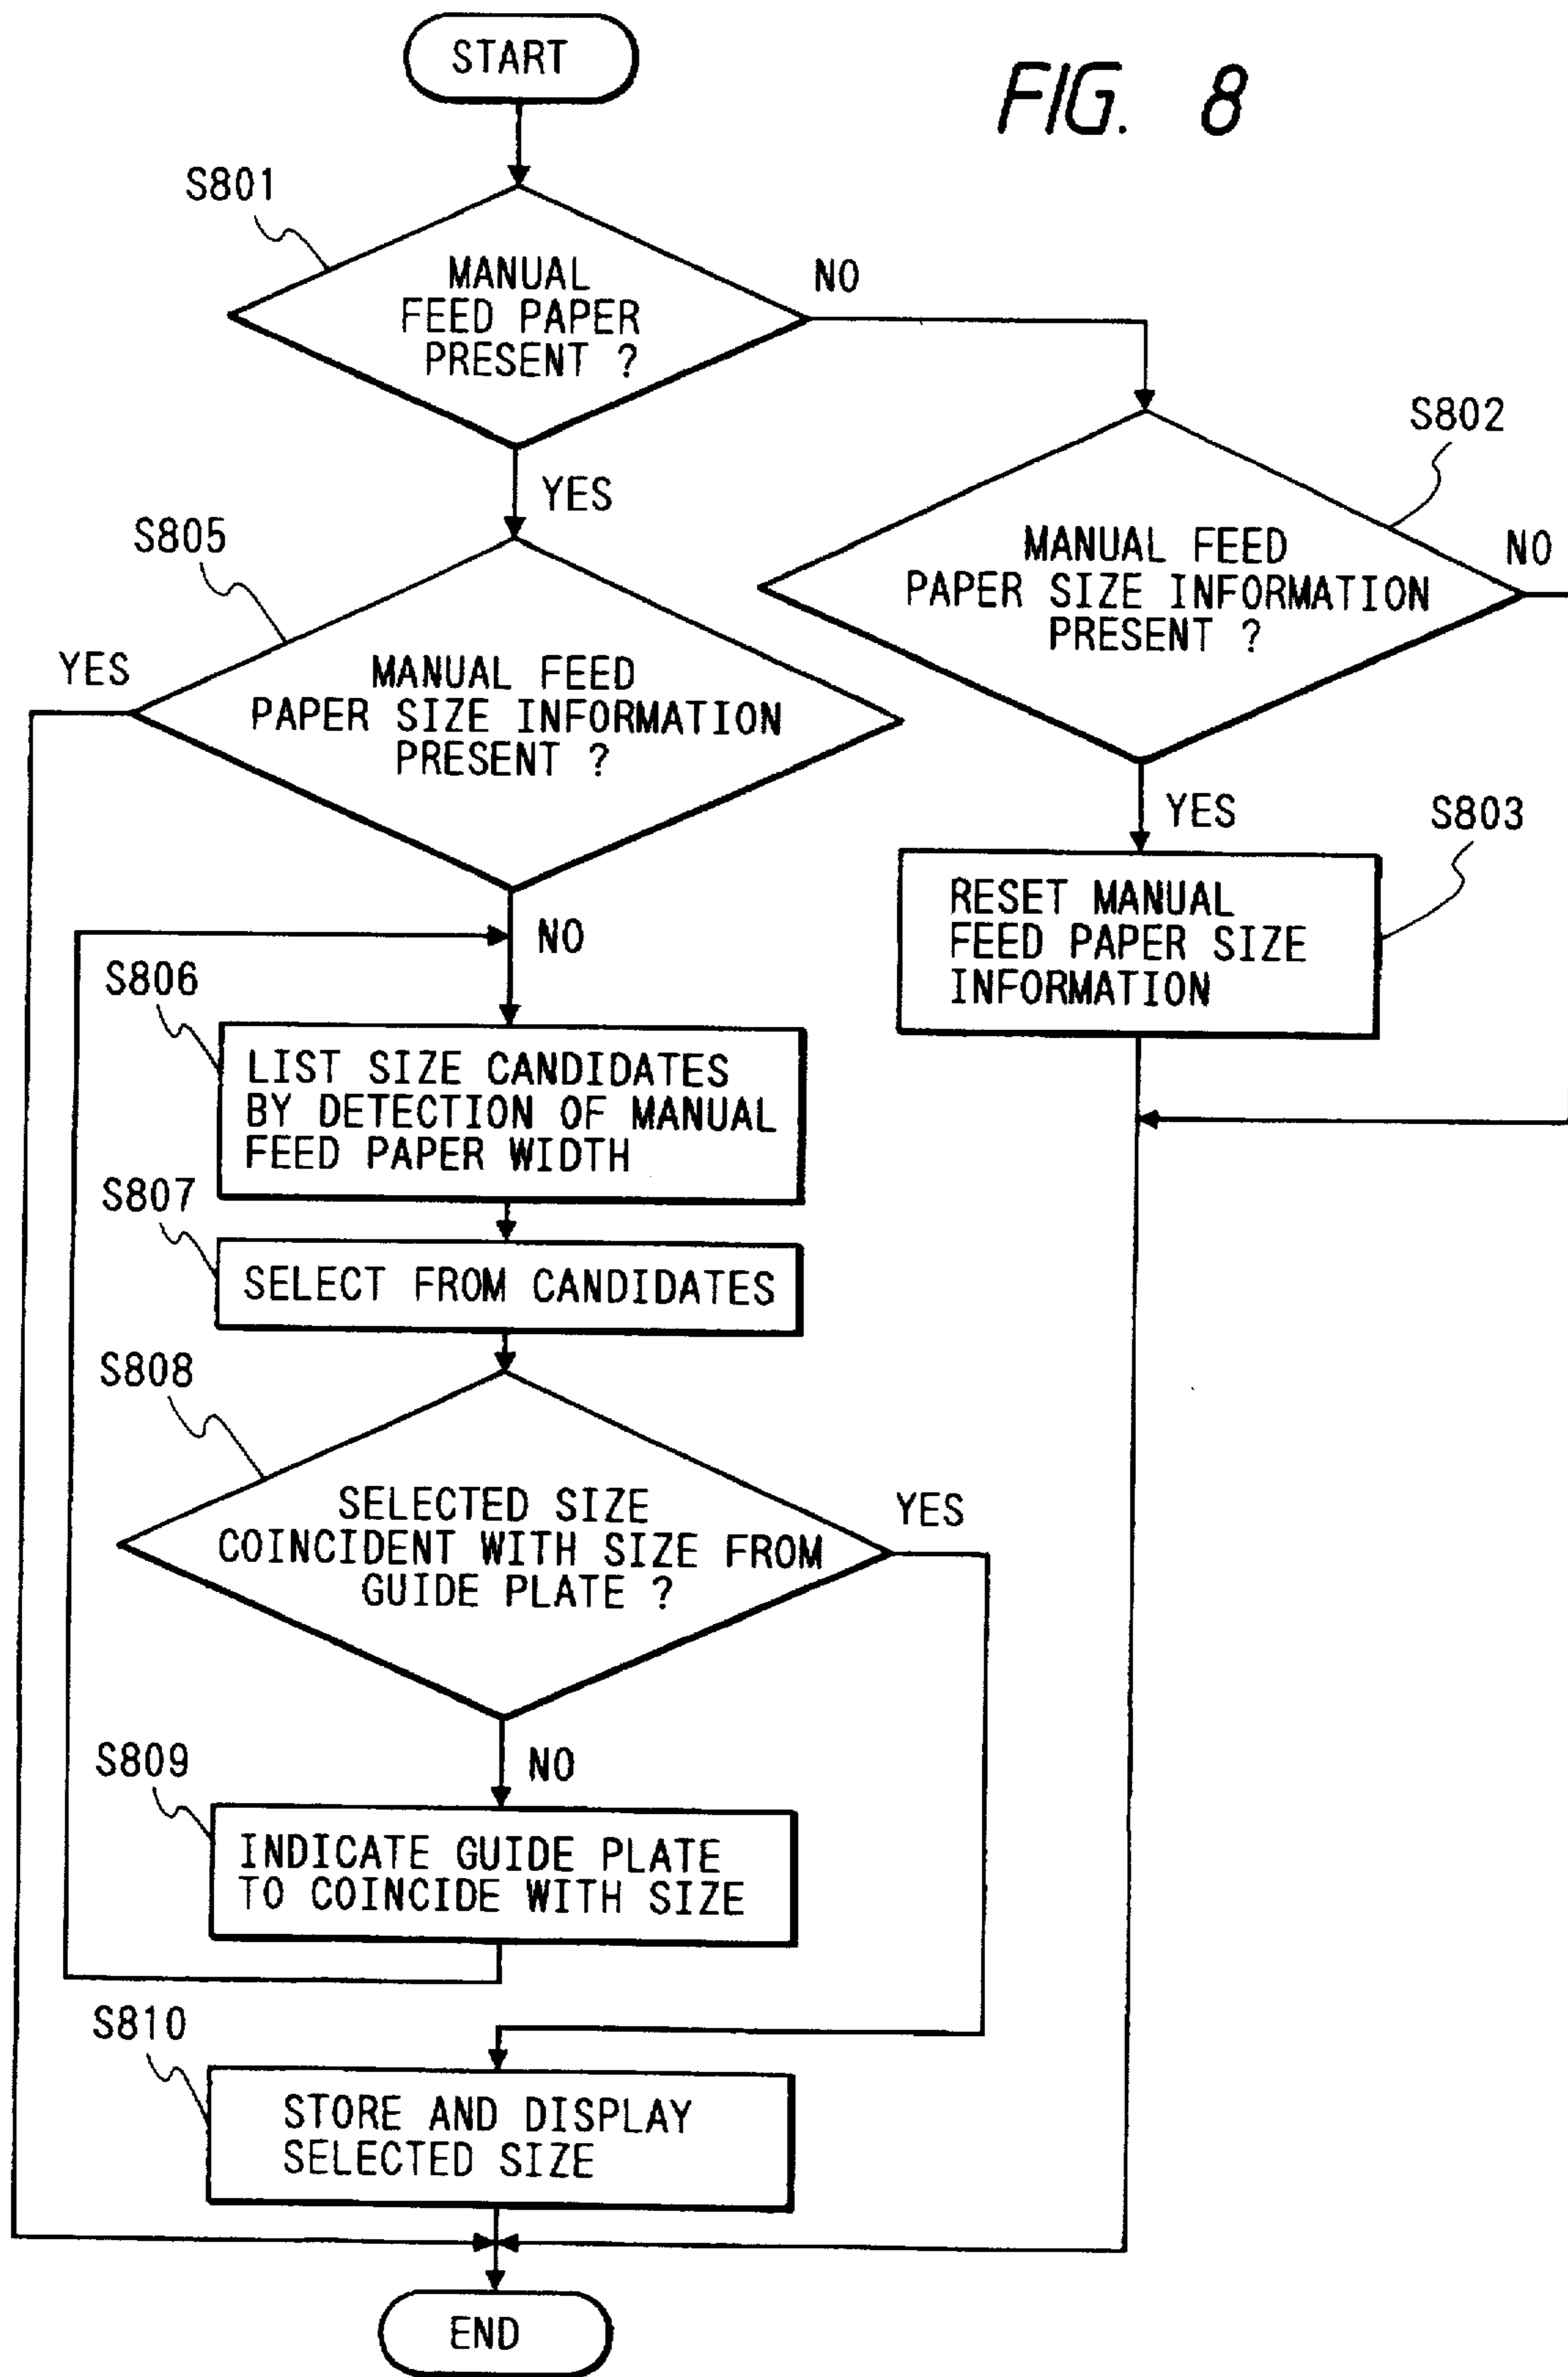 START
FIG. 8
S801
MANUAL
FEED PAPER
PRESENT ?
NO
YES
S802
MANUAL FEED
PAPER SIZE INFORMATION
PRESENT ?
NO
YES
S803
RESET MANUAL
FEED PAPER SIZE
INFORMATION
S805
YES
MANUAL FEED
PAPER SIZE INFORMATION
PRESENT ?
NO
S806
LIST SIZE CANDIDATES
BY DETECTION OF MANUAL
FEED PAPER WIDTH
S807
SELECT FROM CANDIDATES
S808
SELECTED SIZE
COINCIDENT WITH SIZE FROM
GUIDE PLATE ?
YES
NO
S809
INDICATE GUIDE PLATE
TO COINCIDE WITH SIZE
S810
STORE AND DISPLAY
SELECTED SIZE
END